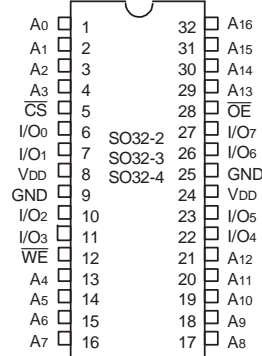 A0 1 32 A16
A1 2 31 A15
A2 3 30 A14
A3 4 29 A13
C̅S̅ 5 28 O̅E̅
I/O0 6 SO32-2 27 I/O7
I/O1 7 SO32-3 26 I/O6
VDD 8 SO32-4 25 GND
GND 9 24 VDD
I/O2 10 23 I/O5
I/O3 11 22 I/O4
W̅E̅ 12 21 A12
A4 13 20 A11
A5 14 19 A10
A6 15 18 A9
A7 16 17 A8